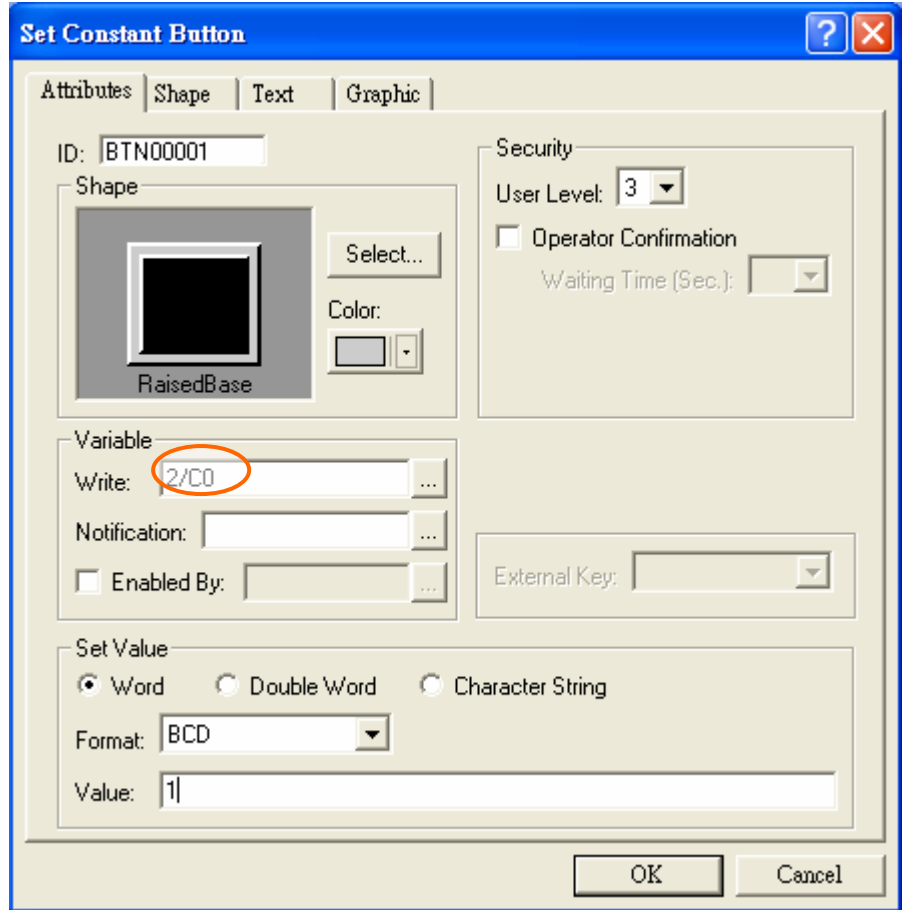 Set Constant Button
Attributes Shape Text Graphic
ID: BTN00001
Shape
RaisedBase
Select...
Color:
Security
User Level: 3
Operator Confirmation
Waiting Time (Sec.):
Variable
Write: 2/C0 ...
Notification: ...
Enabled By: ...
External Key:
Set Value
Word Double Word Character String
Format: BCD
Value: 1
OK Cancel